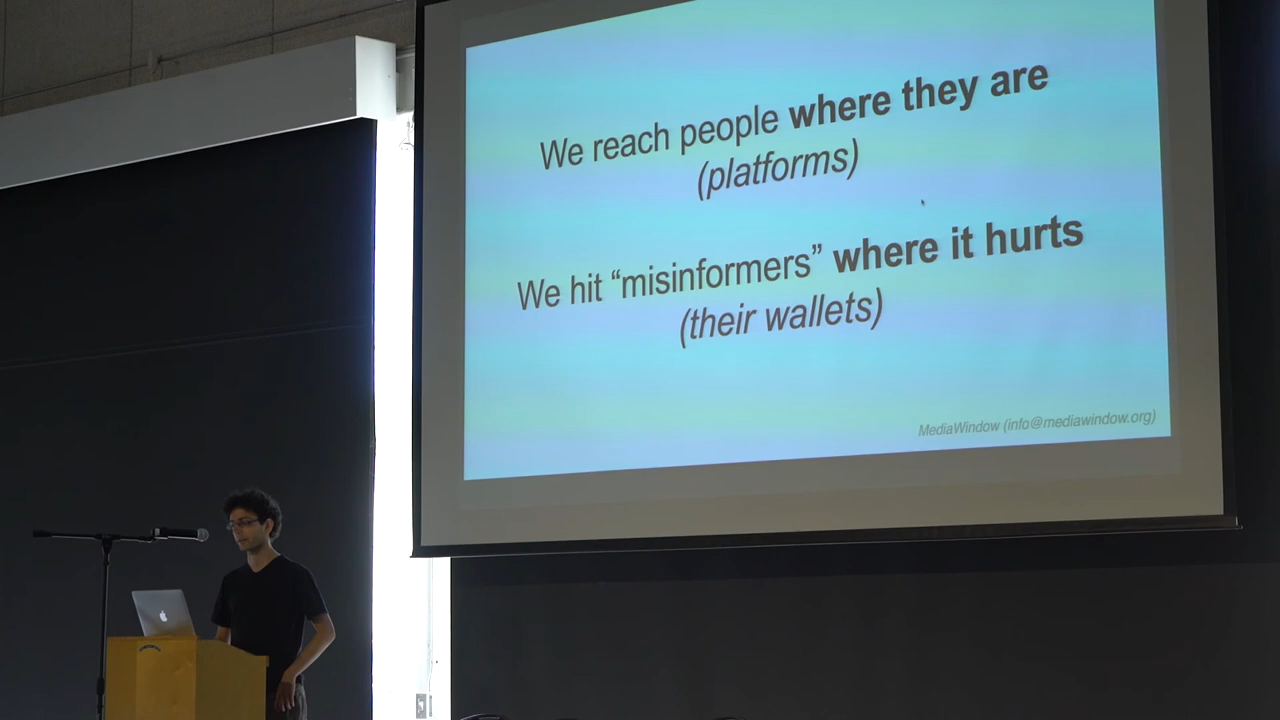 We reach people where they are
(platforms)
We hit “misinformers” where it hurts
(their wallets)
MediaWindow (info@mediawindow.org)